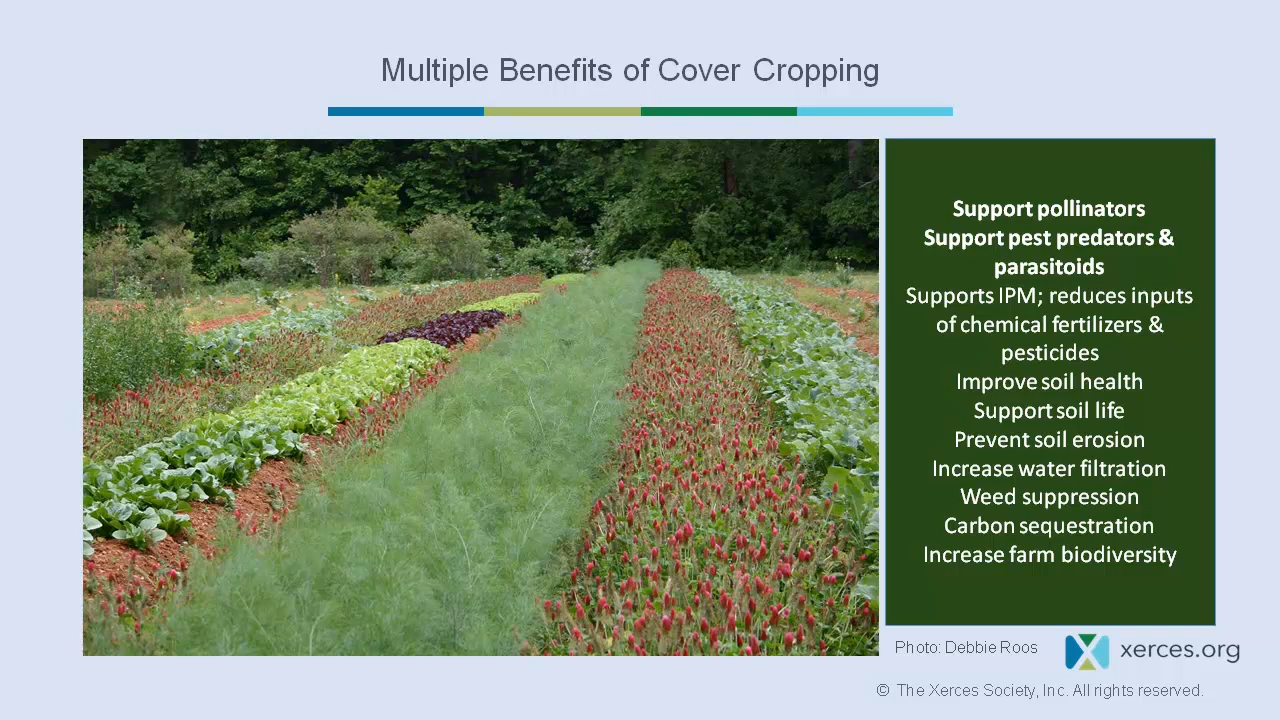 Multiple Benefits of Cover Cropping
Support pollinators
Support pest predators &
parasitoids
Supports IPM; reduces inputs
of chemical fertilizers &
pesticides
Improve soil health
Support soil life
Prevent soil erosion
Increase water filtration
Weed suppression
Carbon sequestration
Increase farm biodiversity
Photo: Debbie Roos
xerces.org
© The Xerces Society, Inc. All rights reserved.